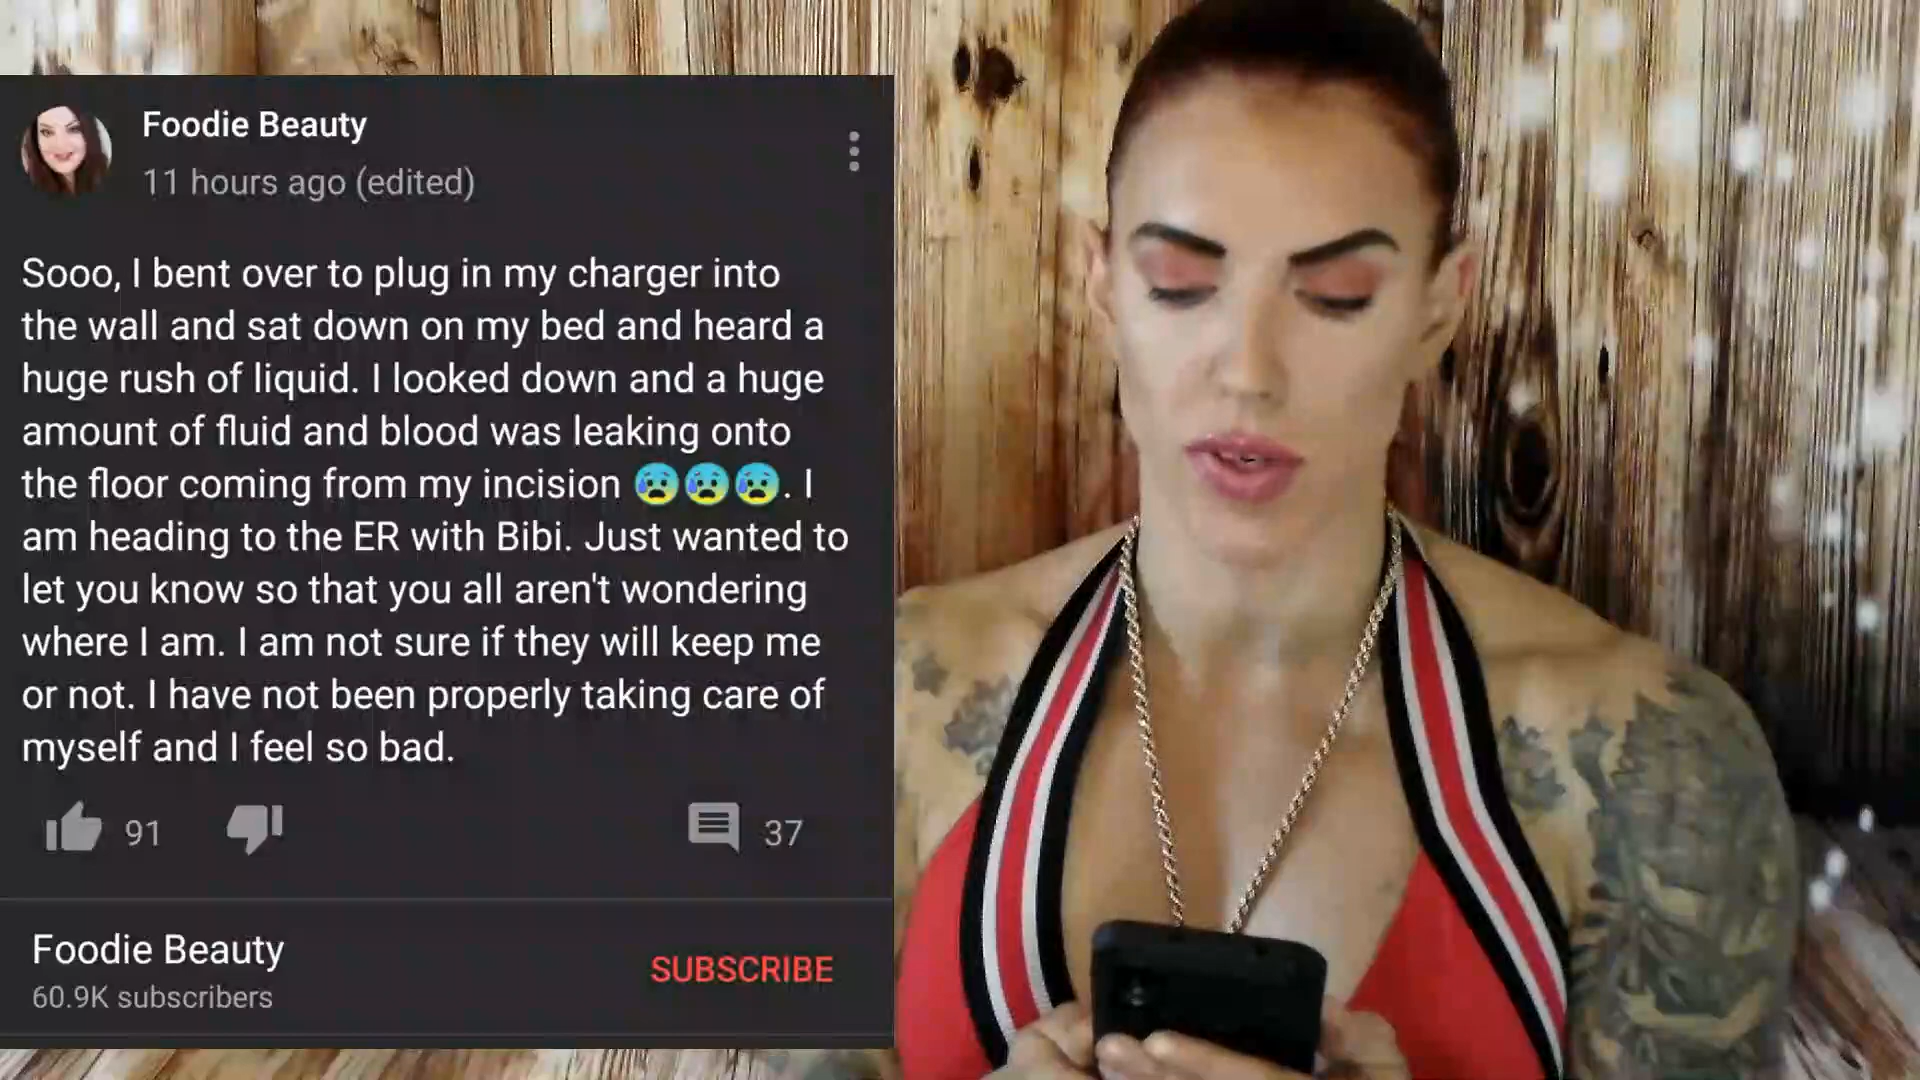 Foodie Beauty
11 hours ago (edited)
Sooo, I bent over to plug in my charger into
the wall and sat down on my bed and heard a
huge rush of liquid. I looked down and a huge
amount of fluid and blood was leaking onto
the floor coming from my incision 😰😰😰. I
am heading to the ER with Bibi. Just wanted to
let you know so that you all aren't wondering
where I am. I am not sure if they will keep me
or not. I have not been properly taking care of
myself and I feel so bad.
91 37
Foodie Beauty
SUBSCRIBE
60.9K subscribers